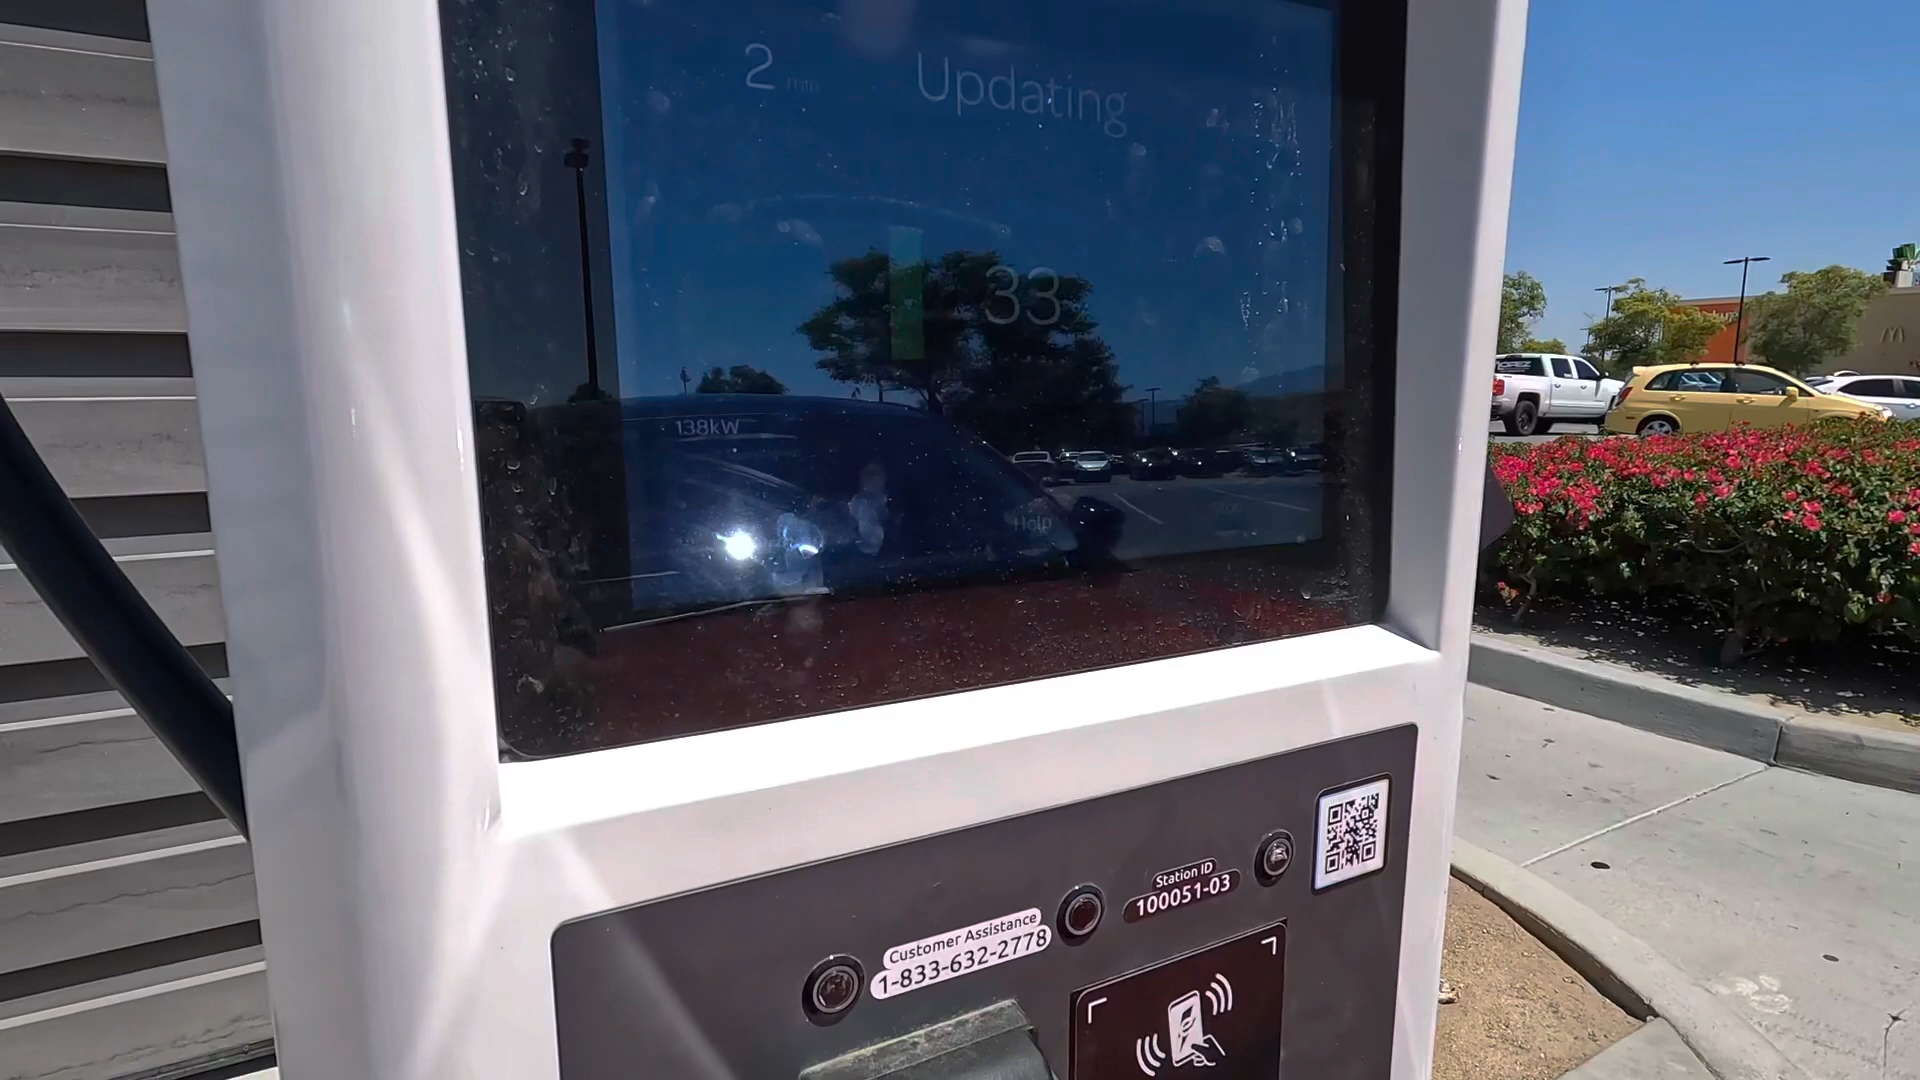 2 min
Updating
33
138kW
Help
Stop
Station ID
100051-03
Customer Assistance
1-833-632-2778